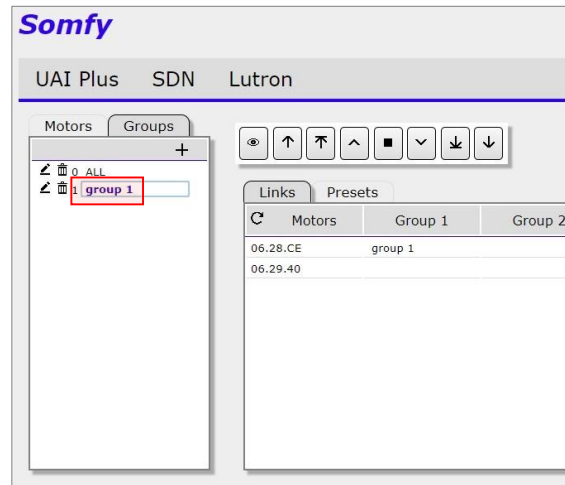 Somfy
UAI Plus SDN Lutron
Motors Groups
+
0 ALL
1 group 1
Links Presets
Motors Group 1 Group 2
06.28.CE group 1
06.29.40